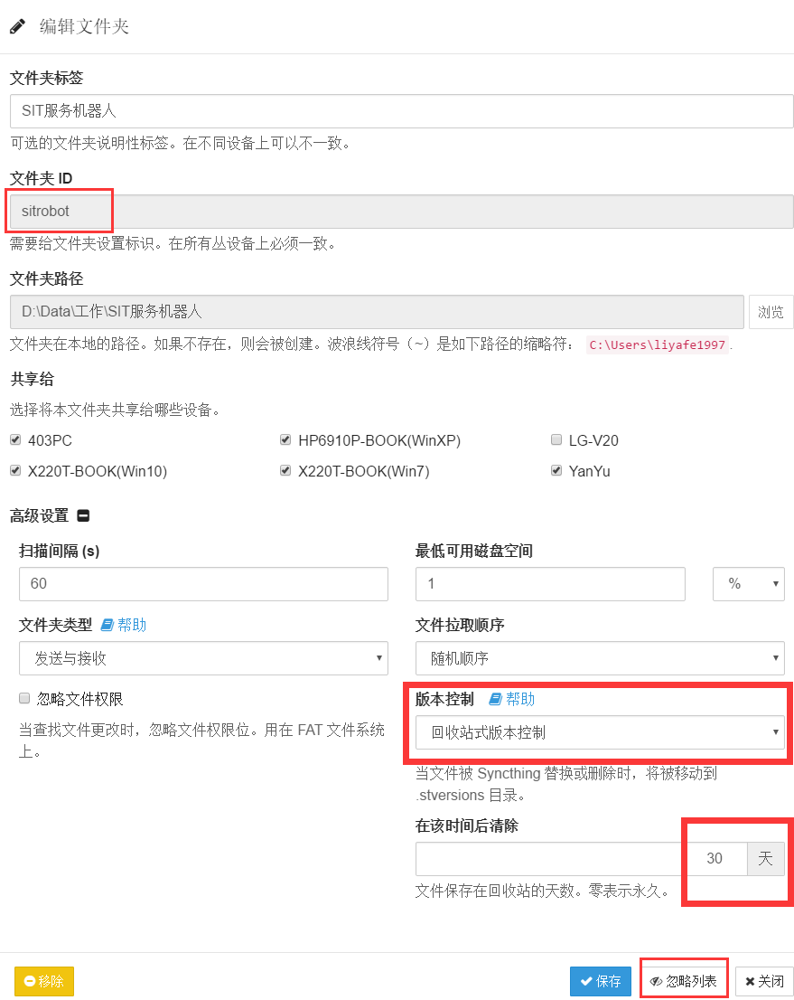 编辑文件夹
文件夹标签
SIT服务机器人
可选的文件夹说明性标签。在不同设备上可以不一致。
文件夹 ID
sitrobot
需要给文件夹设置标识。在所有丛设备上必须一致。
文件夹路径
D:\Data\工作\SIT服务机器人
浏览
文件夹在本地的路径。如果不存在，则会被创建。波浪线符号（~）是如下路径的缩略符： C:\Users\liyafe1997.
共享给
选择将本文件夹共享给哪些设备。
403PC HP6910P-BOOK(WinXP) LG-V20
X220T-BOOK(Win10) X220T-BOOK(Win7) YanYu
高级设置
扫描间隔 (s) 最低可用磁盘空间
60 1 %
文件夹类型 帮助 文件拉取顺序
发送与接收 随机顺序
忽略文件权限 版本控制 帮助
回收站式版本控制
当查找文件更改时，忽略文件权限位。用在 FAT 文件系统
上。
当文件被 Syncthing 替换或删除时，将被移动到
.stversions 目录。
在该时间后清除
30 天
文件保存在回收站的天数。零表示永久。
移除 保存 忽略列表 关闭